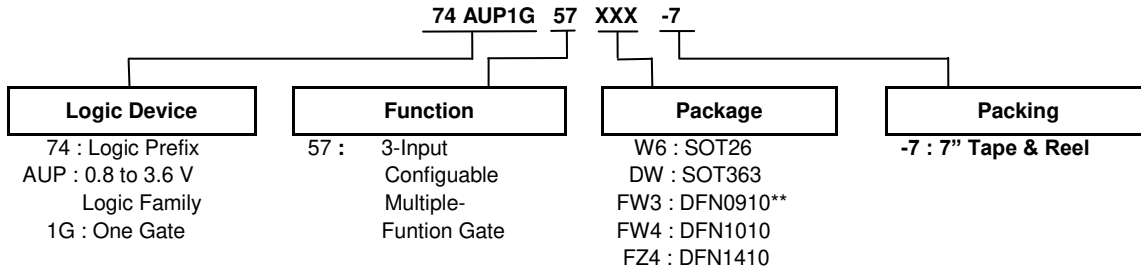 74 AUP1G 57 XXX -7
Logic Device
74 : Logic Prefix
AUP : 0.8 to 3.6 V
Logic Family
1G : One Gate
Function
57 : 3-Input
Configuable
Multiple-
Funtion Gate
Package
W6 : SOT26
DW : SOT363
FW3 : DFN0910**
FW4 : DFN1010
FZ4 : DFN1410
Packing
-7 : 7” Tape & Reel